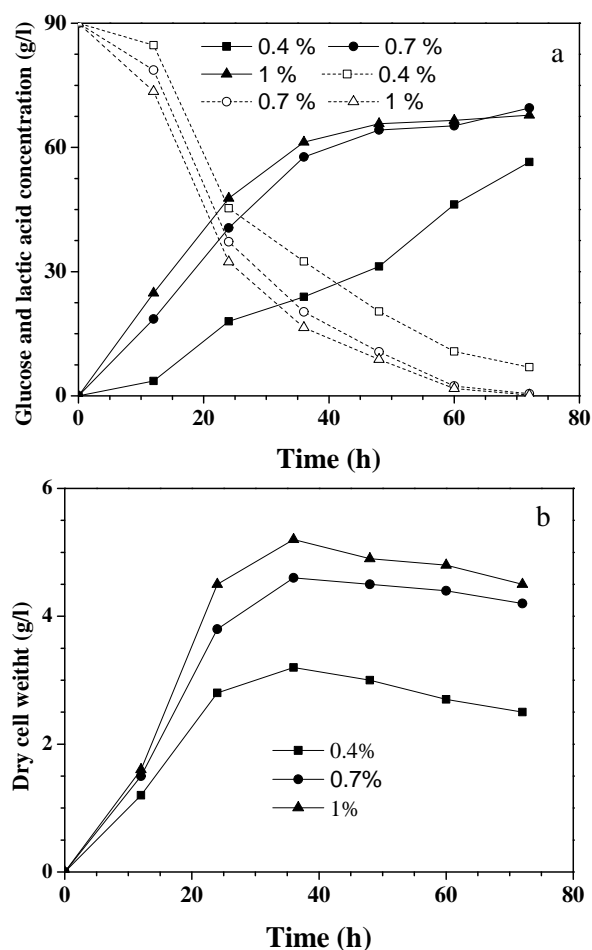 90
60
30
0
Glucose and lactic acid concentration (g/l)
0.4 % 0.7 %
1 % 0.4 %
0.7 % 1 %
a
0 20 40 60 80
Time (h)
6
4
2
0
Dry cell weitht (g/l)
b
0.4%
0.7%
1%
0 20 40 60 80
Time (h)